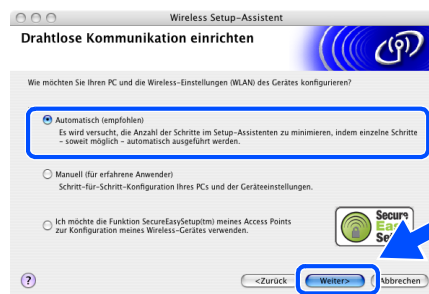 Wireless Setup-Assistent
Drahtlose Kommunikation einrichten
Wie möchten Sie Ihren PC und die Wireless-Einstellungen (WLAN) des Gerätes konfigurieren?
Automatisch (empfohlen)
Es wird versucht, die Anzahl der Schritte im Setup-Assistenten zu minimieren, indem einzelne Schritte
– soweit möglich – automatisch ausgeführt werden.
Manuell (für erfahrene Anwender)
Schritt-für-Schritt-Konfiguration Ihres PCs und der Geräteeinstellungen.
Ich möchte die Funktion SecureEasySetup(tm) meines Access Points
zur Konfiguration meines Wireless-Gerätes verwenden.
Secure
?
<Zurück
Weiter>
Abbrechen